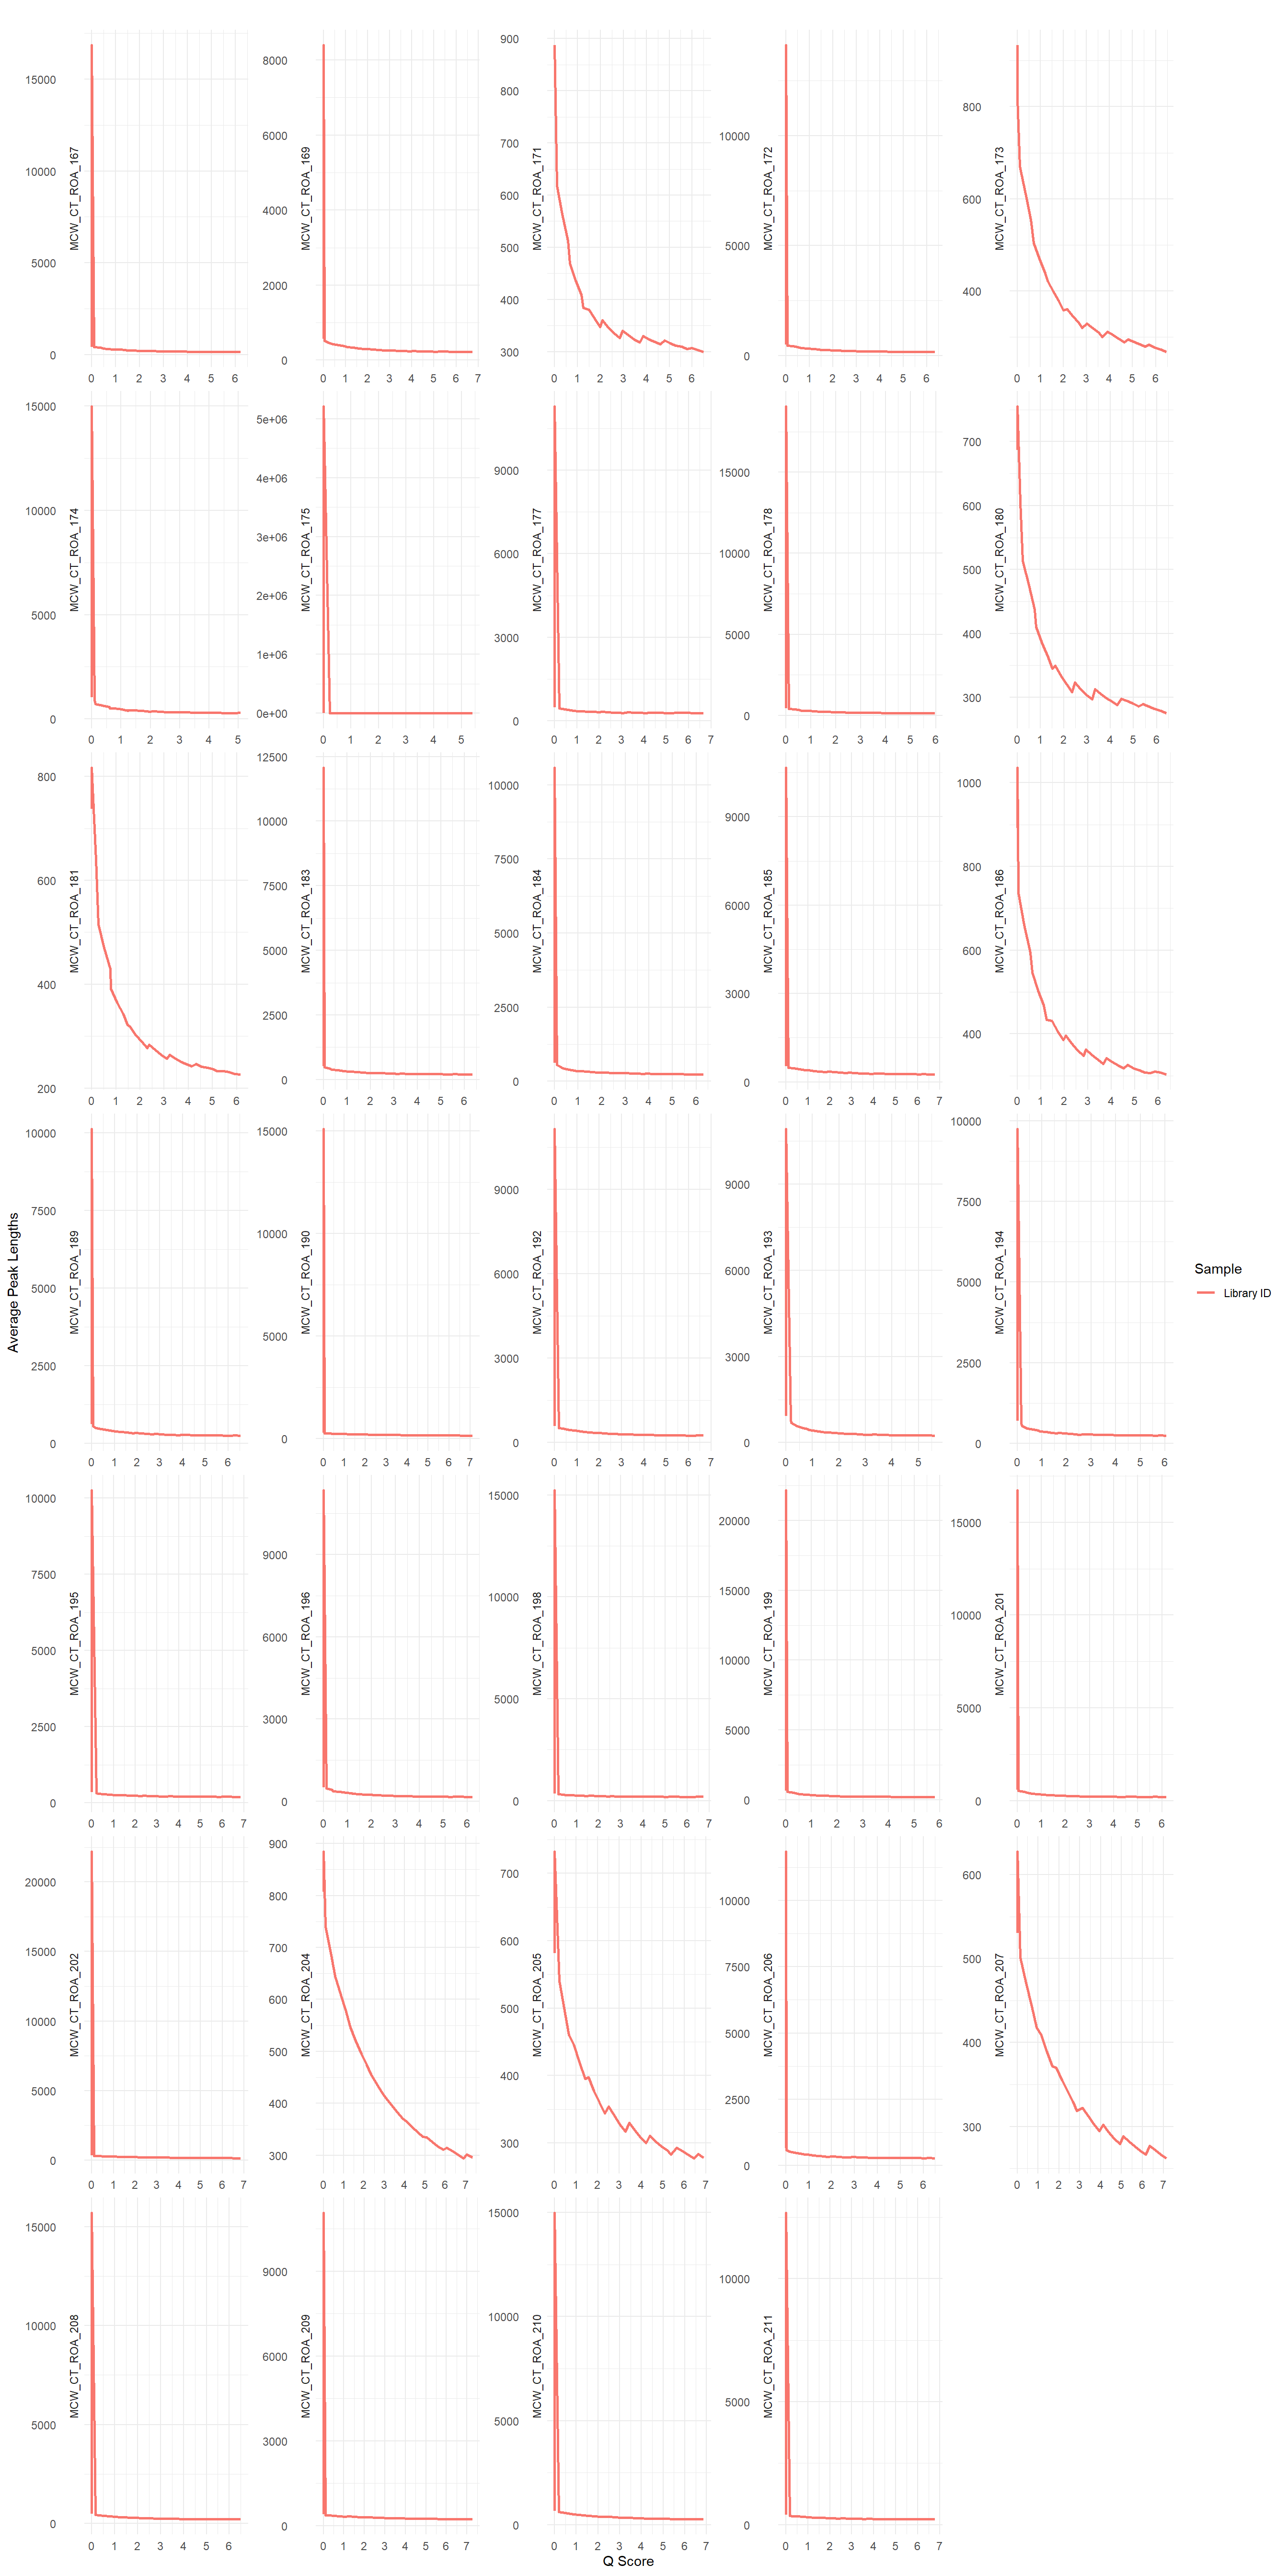 MCW_CT_ROA_167
15000
10000
5000
0
0 1 2 3 4 5 6
MCW_CT_ROA_169
8000
6000
4000
2000
0
0 1 2 3 4 5 6 7
MCW_CT_ROA_171
900
800
700
600
500
400
300
0 1 2 3 4 5 6
MCW_CT_ROA_172
10000
5000
0
0 1 2 3 4 5 6
MCW_CT_ROA_173
800
600
400
0 1 2 3 4 5 6
MCW_CT_ROA_174
15000
10000
5000
0
0 1 2 3 4 5
MCW_CT_ROA_175
5e+06
4e+06
3e+06
2e+06
1e+06
0e+00
0 1 2 3 4 5
MCW_CT_ROA_177
9000
6000
3000
0
0 1 2 3 4 5 6 7
MCW_CT_ROA_178
15000
10000
5000
0
0 1 2 3 4 5 6
MCW_CT_ROA_180
700
600
500
400
300
0 1 2 3 4 5 6
MCW_CT_ROA_181
800
600
400
200
0 1 2 3 4 5 6
MCW_CT_ROA_183
12500
10000
7500
5000
2500
0
0 1 2 3 4 5 6
MCW_CT_ROA_184
10000
7500
5000
2500
0
0 1 2 3 4 5 6
MCW_CT_ROA_185
9000
6000
3000
0
0 1 2 3 4 5 6 7
MCW_CT_ROA_186
1000
800
600
400
0 1 2 3 4 5 6
Average Peak Lengths
MCW_CT_ROA_189
10000
7500
5000
2500
0
0 1 2 3 4 5 6
MCW_CT_ROA_190
15000
10000
5000
0
0 1 2 3 4 5 6 7
MCW_CT_ROA_192
9000
6000
3000
0
0 1 2 3 4 5 6 7
MCW_CT_ROA_193
9000
6000
3000
0
0 1 2 3 4 5
MCW_CT_ROA_194
10000
7500
5000
2500
0
0 1 2 3 4 5 6
Sample
Library ID
MCW_CT_ROA_195
10000
7500
5000
2500
0
0 1 2 3 4 5 6 7
MCW_CT_ROA_196
9000
6000
3000
0
0 1 2 3 4 5 6
MCW_CT_ROA_198
15000
10000
5000
0
0 1 2 3 4 5 6 7
MCW_CT_ROA_199
20000
15000
10000
5000
0
0 1 2 3 4 5 6
MCW_CT_ROA_201
15000
10000
5000
0
0 1 2 3 4 5 6
MCW_CT_ROA_202
20000
15000
10000
5000
0
0 1 2 3 4 5 6 7
MCW_CT_ROA_204
900
800
700
600
500
400
300
0 1 2 3 4 5 6 7
MCW_CT_ROA_205
700
600
500
400
300
0 1 2 3 4 5 6 7
MCW_CT_ROA_206
10000
7500
5000
2500
0
0 1 2 3 4 5 6
MCW_CT_ROA_207
600
500
400
300
0 1 2 3 4 5 6 7
MCW_CT_ROA_208
15000
10000
5000
0
0 1 2 3 4 5 6
MCW_CT_ROA_209
9000
6000
3000
0
0 1 2 3 4 5 6 7
MCW_CT_ROA_210
15000
10000
5000
0
0 1 2 3 4 5 6 7
MCW_CT_ROA_211
10000
5000
0
0 1 2 3 4 5 6 7
Q Score